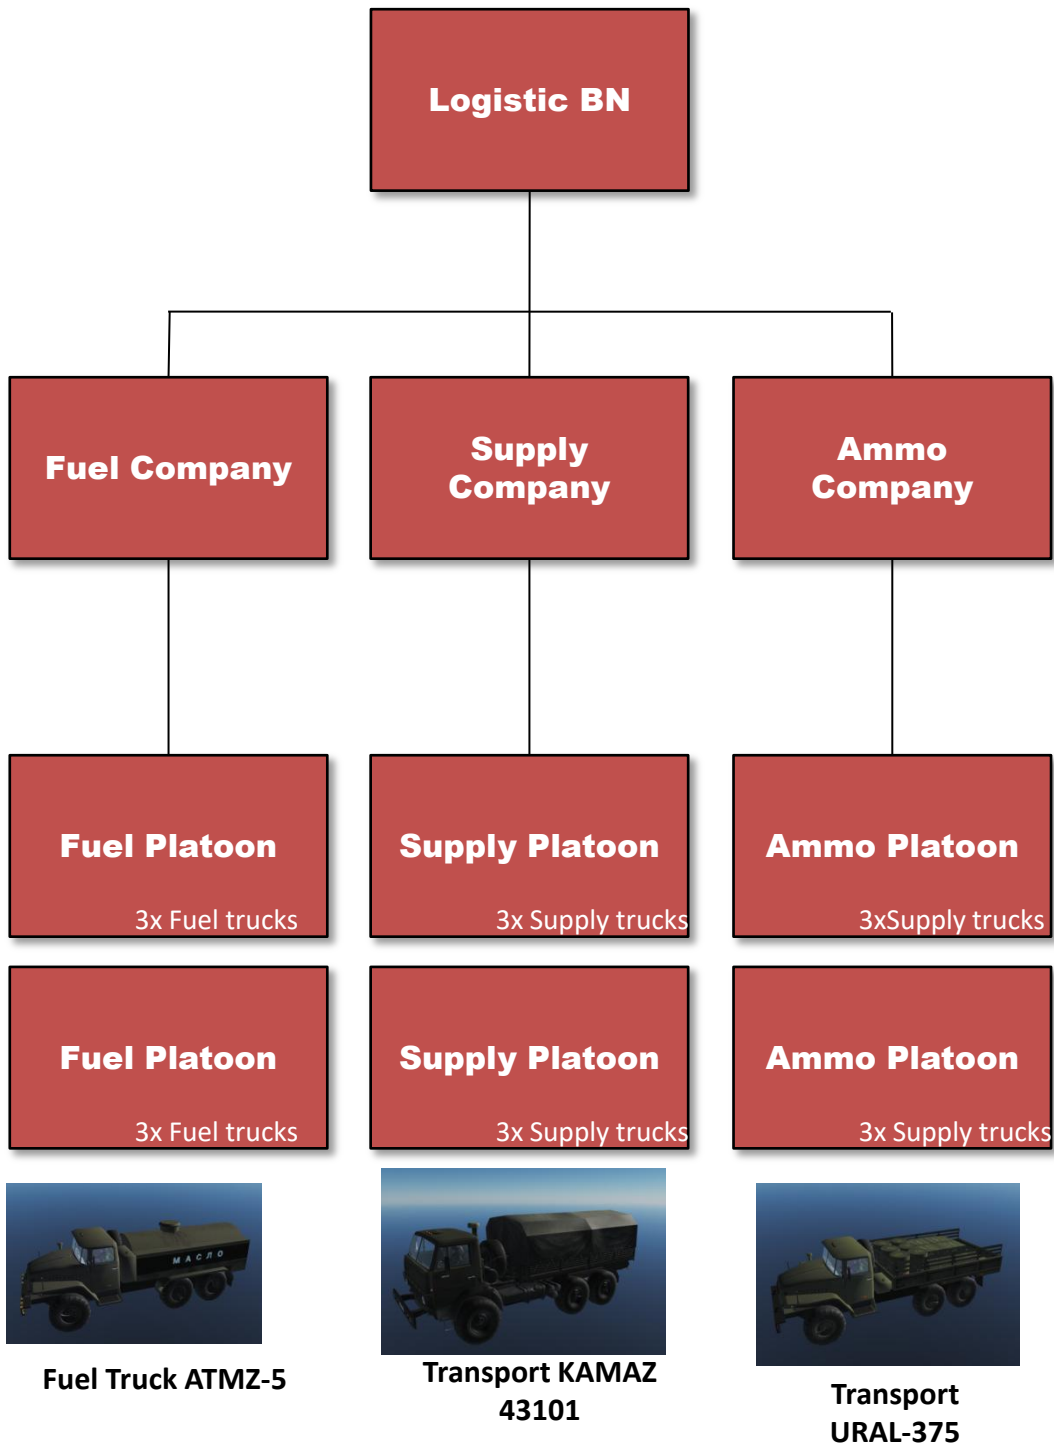 Logistic BN
Fuel Company
Supply
Company
Ammo
Company
Fuel Platoon
3x Fuel trucks
Supply Platoon
3x Supply trucks
Ammo Platoon
3xSupply trucks
Fuel Platoon
3x Fuel trucks
Supply Platoon
3x Supply trucks
Ammo Platoon
3x Supply trucks
МАСЛО
Fuel Truck ATMZ-5
Transport KAMAZ
43101
Transport
URAL-375